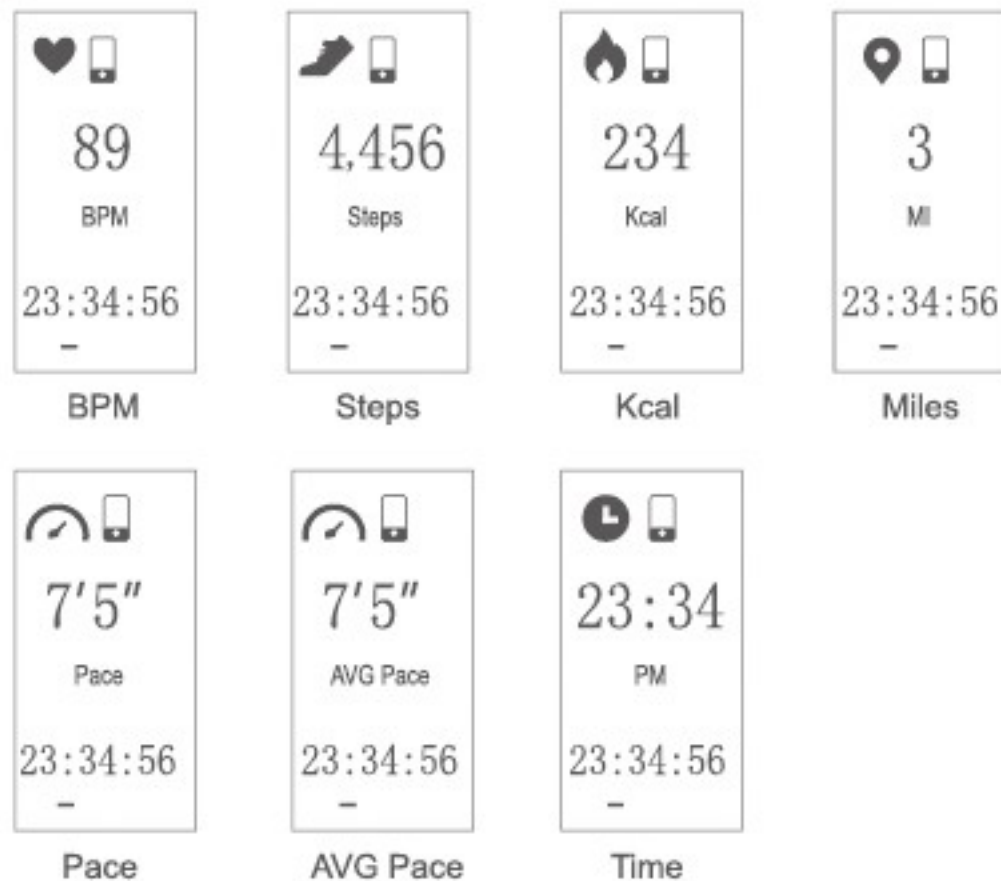 89
BPM
23:34:56
BPM
4,456
Steps
23:34:56
Steps
234
Kcal
23:34:56
Kcal
3
MI
23:34:56
Miles
7'5"
Pace
23:34:56
Pace
7'5"
AVG Pace
23:34:56
AVG Pace
23:34
PM
23:34:56
Time